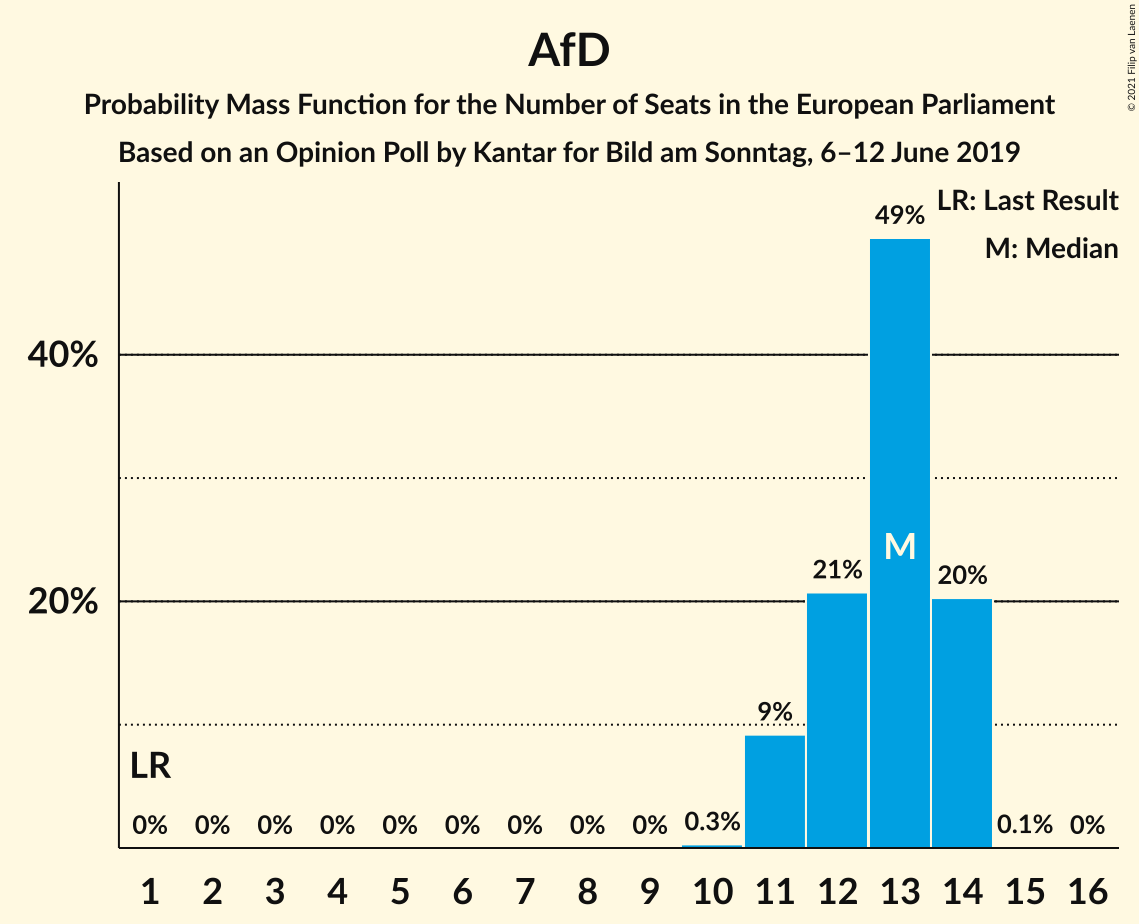 AfD
Probability Mass Function for the Number of Seats in the European Parliament
Based on an Opinion Poll by Kantar for Bild am Sonntag, 6–12 June 2019
© 2021 Filip van Laenen
LR: Last Result
M: Median
49%
40%
M
21%
20%
20%
9%
LR
0% 0% 0% 0% 0% 0% 0% 0% 0% 0.3% 0.1% 0%
1 2 3 4 5 6 7 8 9 10 11 12 13 14 15 16